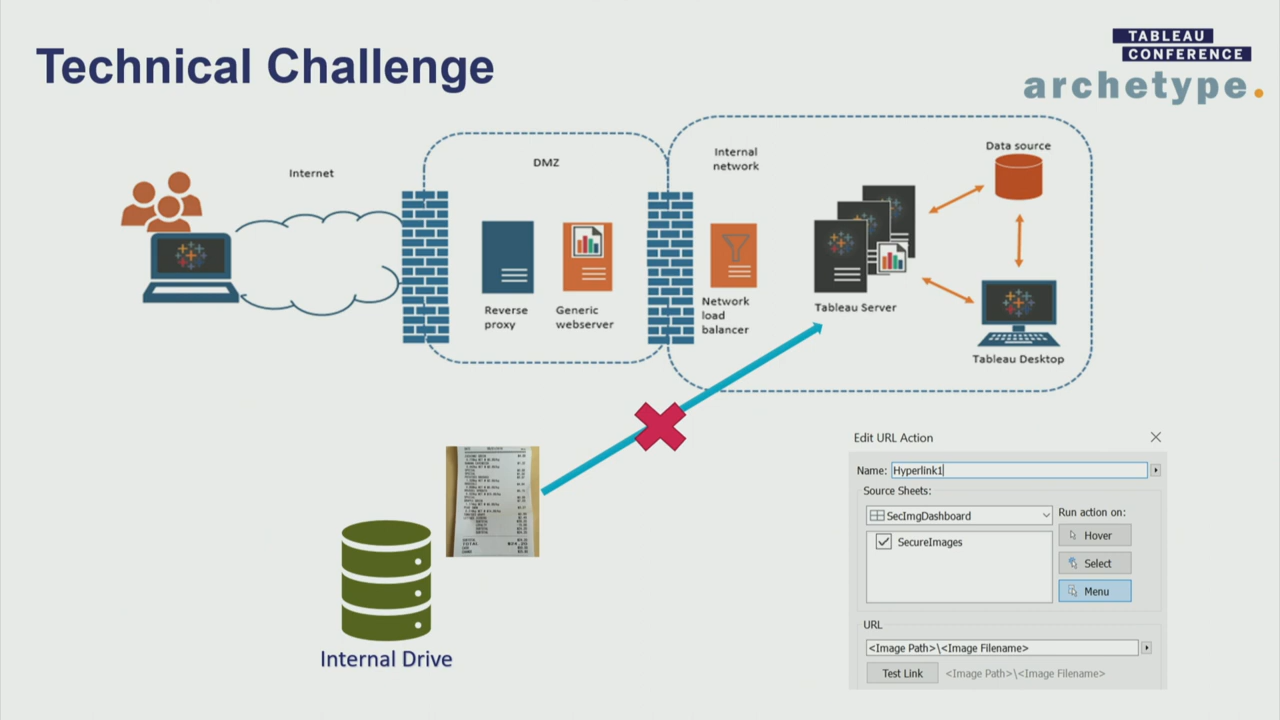 Technical Challenge
TABLEAU
CONFERENCE
archetype.
Internet
DMZ
Internal
network
Data source
Reverse
proxy
Generic
webserver
Network
load
balancer
Tableau Server
Tableau Desktop
Internal Drive
Edit URL Action
Name: Hyperlink1
Source Sheets:
SecImgDashboard
Run action on:
SecureImages
Hover
Select
Menu
URL
<Image Path>\<Image Filename>
Test Link <Image Path>\<Image Filename>